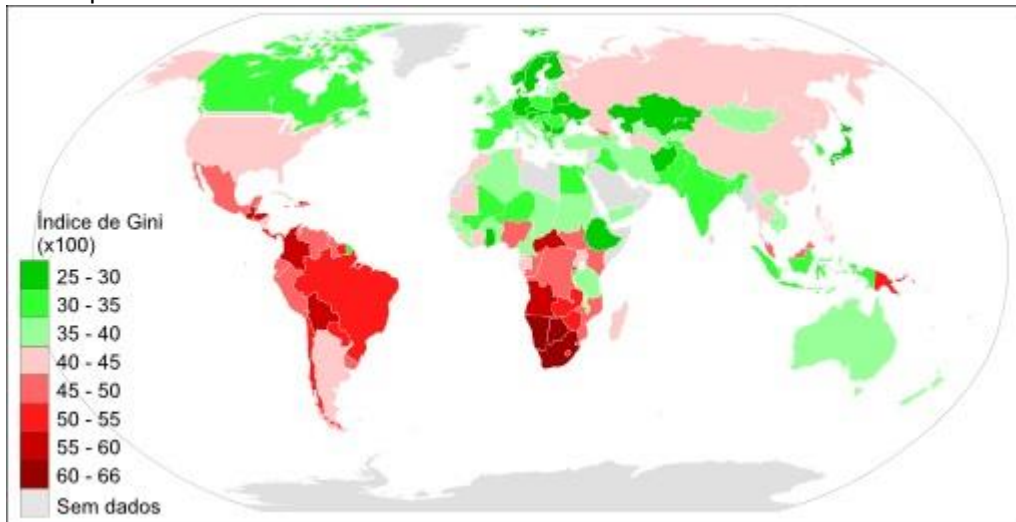 Índice de Gini
(x100)
25 - 30
30 - 35
35 - 40
40 - 45
45 - 50
50 - 55
55 - 60
60 - 66
Sem dados